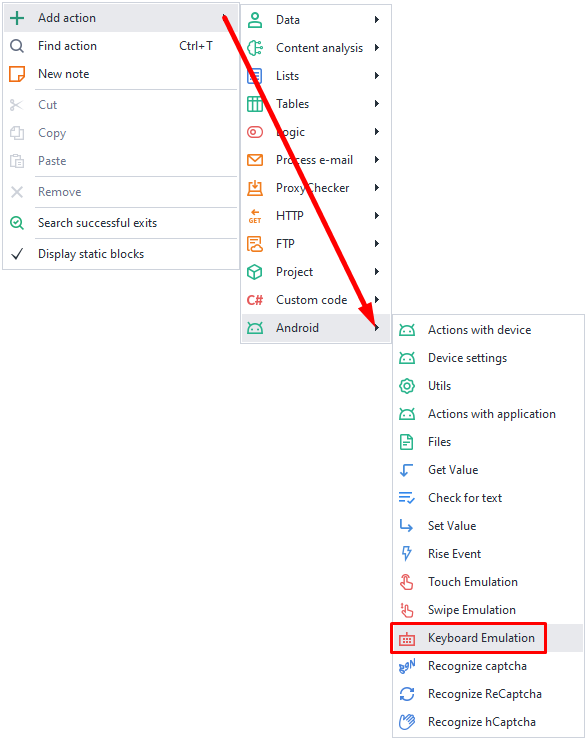 Add action
Find action Ctrl+T
New note
Cut
Copy
Paste
Remove
Search successful exits
Display static blocks
Data
Content analysis
Lists
Tables
Logic
Process e-mail
ProxyChecker
GET HTTP
FTP
Project
C# Custom code
Android
Actions with device
Device settings
Utils
Actions with application
Files
Get Value
Check for text
Set Value
Rise Event
Touch Emulation
Swipe Emulation
Keyboard Emulation
Recognize captcha
Recognize ReCaptcha
Recognize hCaptcha